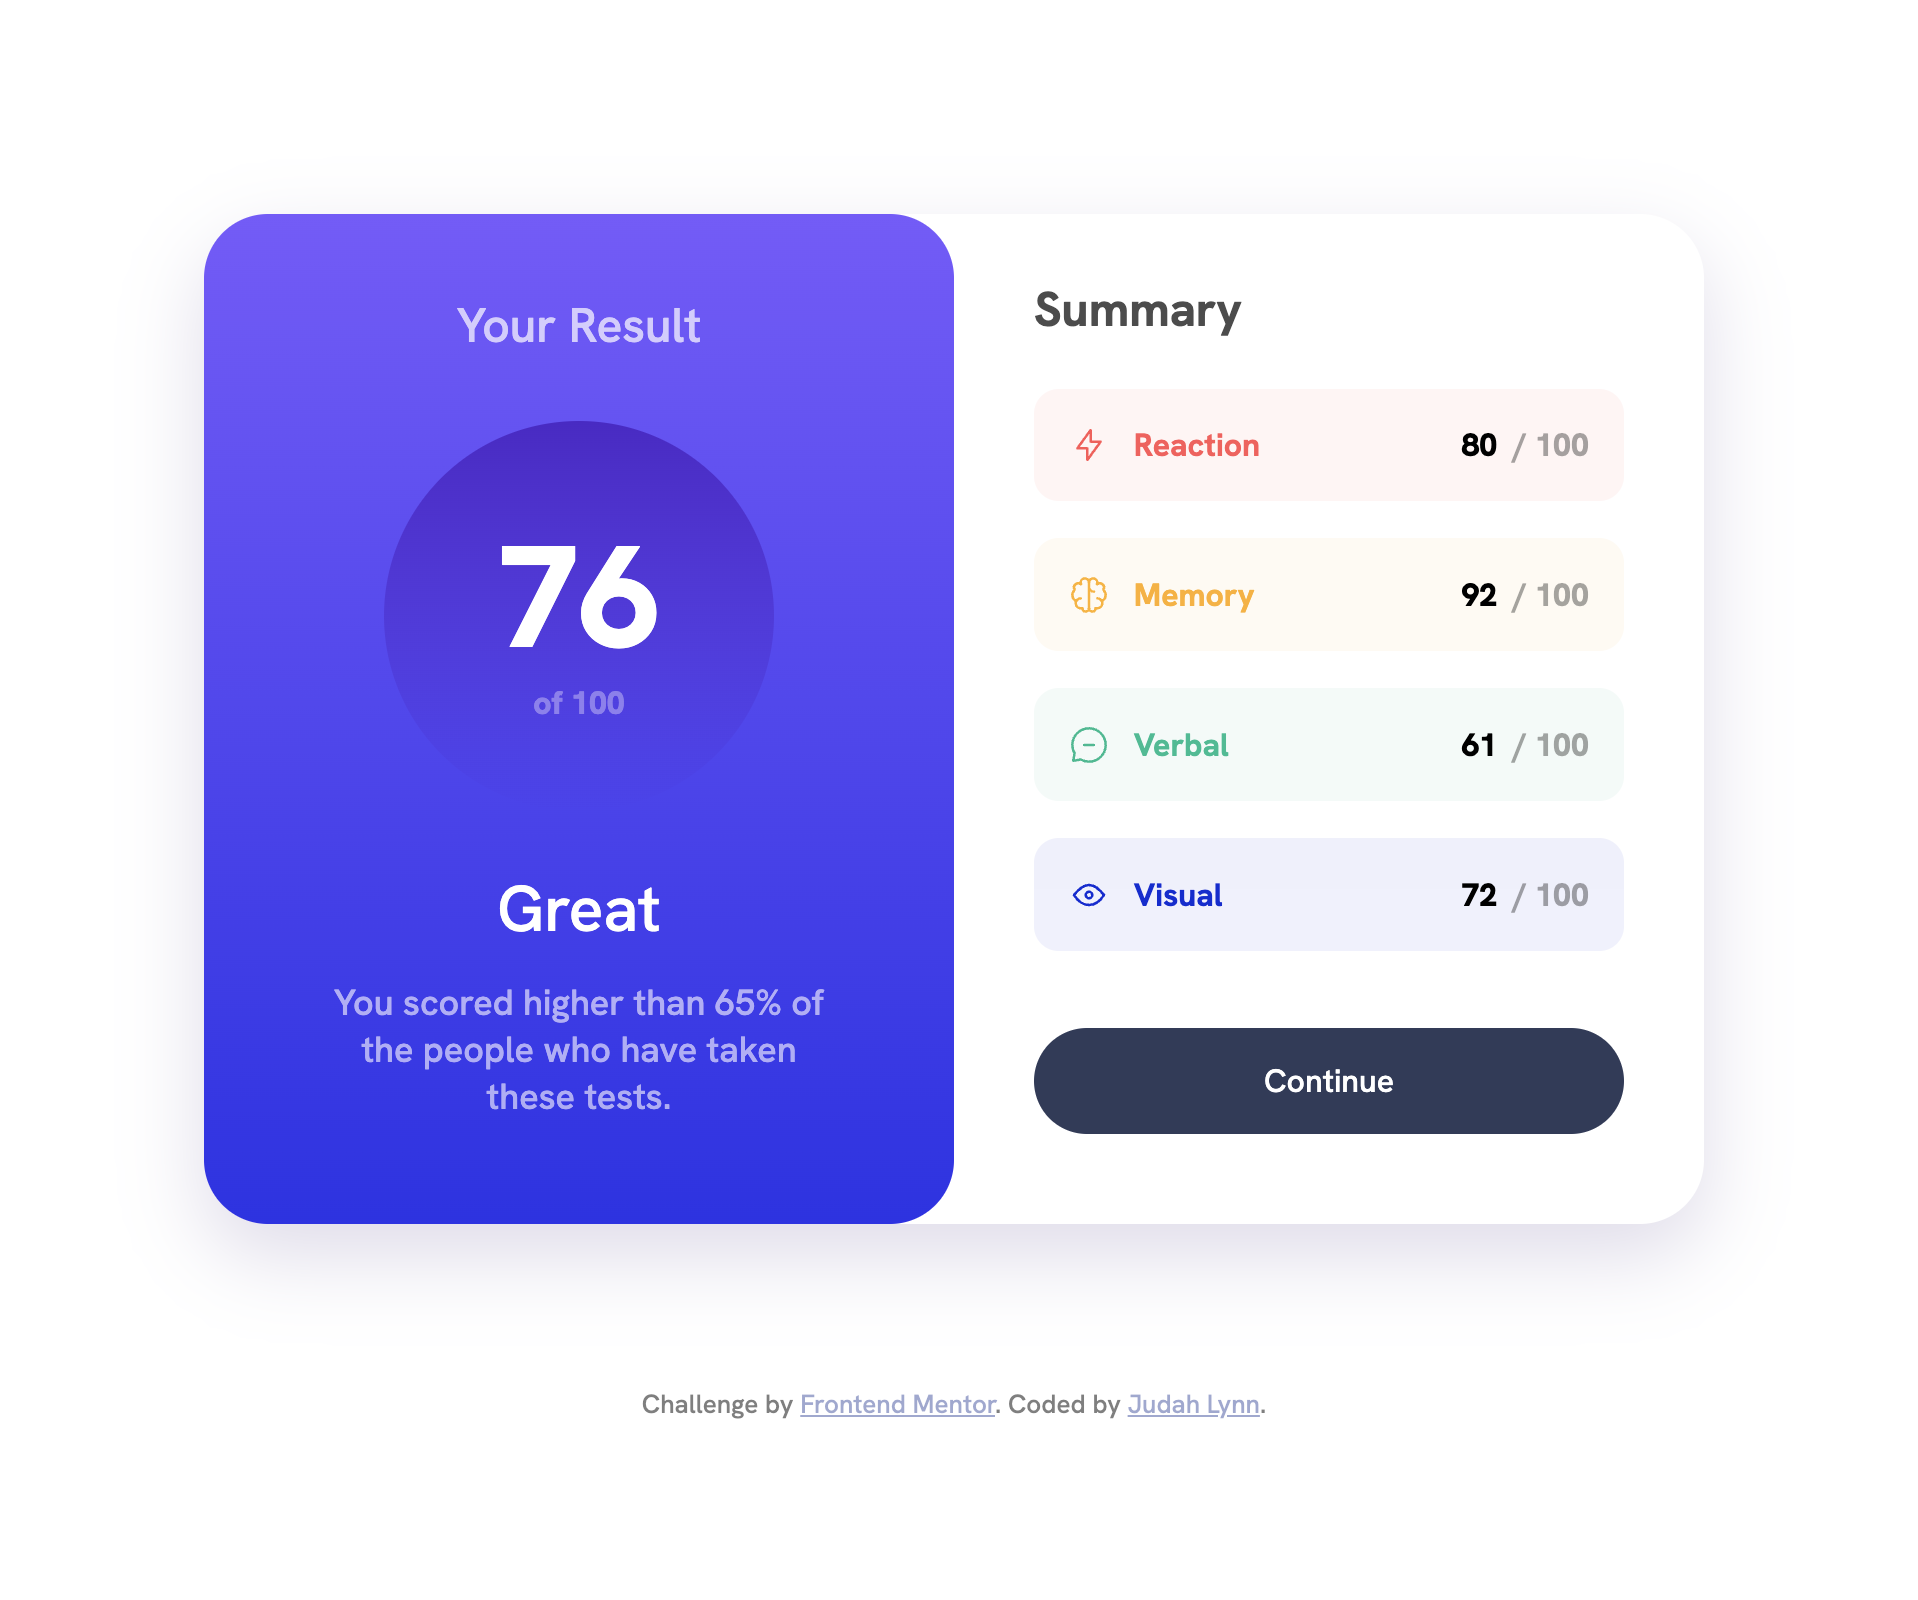 Your Result
76
of 100
Great
You scored higher than 65% of
the people who have taken
these tests.
Summary
Reaction 80 / 100
Memory 92 / 100
Verbal 61 / 100
Visual 72 / 100
Continue
Challenge by Frontend Mentor. Coded by Judah Lynn.